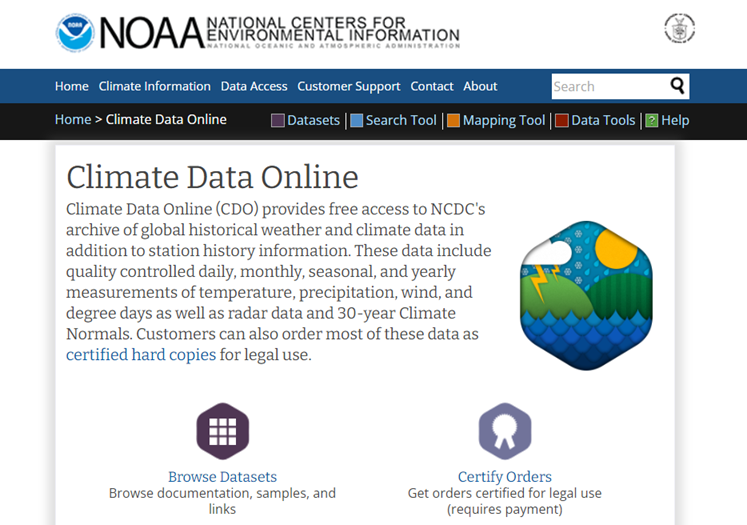 NOAA NATIONAL CENTERS FOR
ENVIRONMENTAL INFORMATION
NATIONAL OCEANIC AND ATMOSPHERIC ADMINISTRATION
Home Climate Information Data Access Customer Support Contact About Search
Home > Climate Data Online Datasets Search Tool Mapping Tool Data Tools ? Help
Climate Data Online
Climate Data Online (CDO) provides free access to NCDC's
archive of global historical weather and climate data in
addition to station history information. These data include
quality controlled daily, monthly, seasonal, and yearly
measurements of temperature, precipitation, wind, and
degree days as well as radar data and 30-year Climate
Normals. Customers can also order most of these data as
certified hard copies for legal use.
Browse Datasets
Browse documentation, samples, and
links
Certify Orders
Get orders certified for legal use
(requires payment)